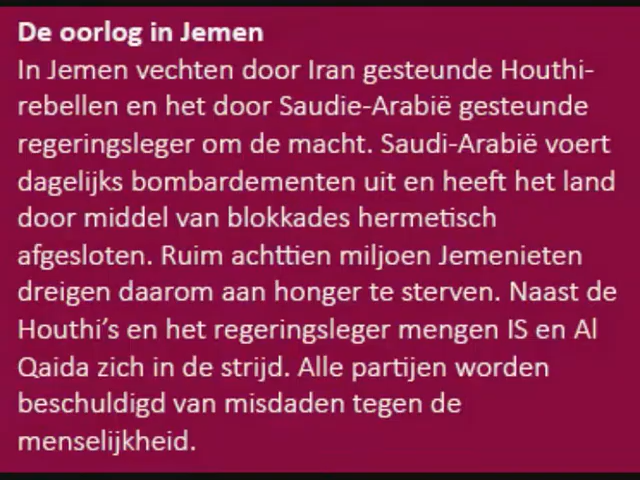 De oorlog in Jemen
In Jemen vechten door Iran gesteunde Houthi-
rebellen en het door Saudie-Arabië gesteunde
regeringsleger om de macht. Saudi-Arabië voert
dagelijks bombardementen uit en heeft het land
door middel van blokkades hermetisch
afgesloten. Ruim achttien miljoen Jemenieten
dreigen daarom aan honger te sterven. Naast de
Houthi's en het regeringsleger mengen IS en Al
Qaida zich in de strijd. Alle partijen worden
beschuldigd van misdaden tegen de
menselijkheid.